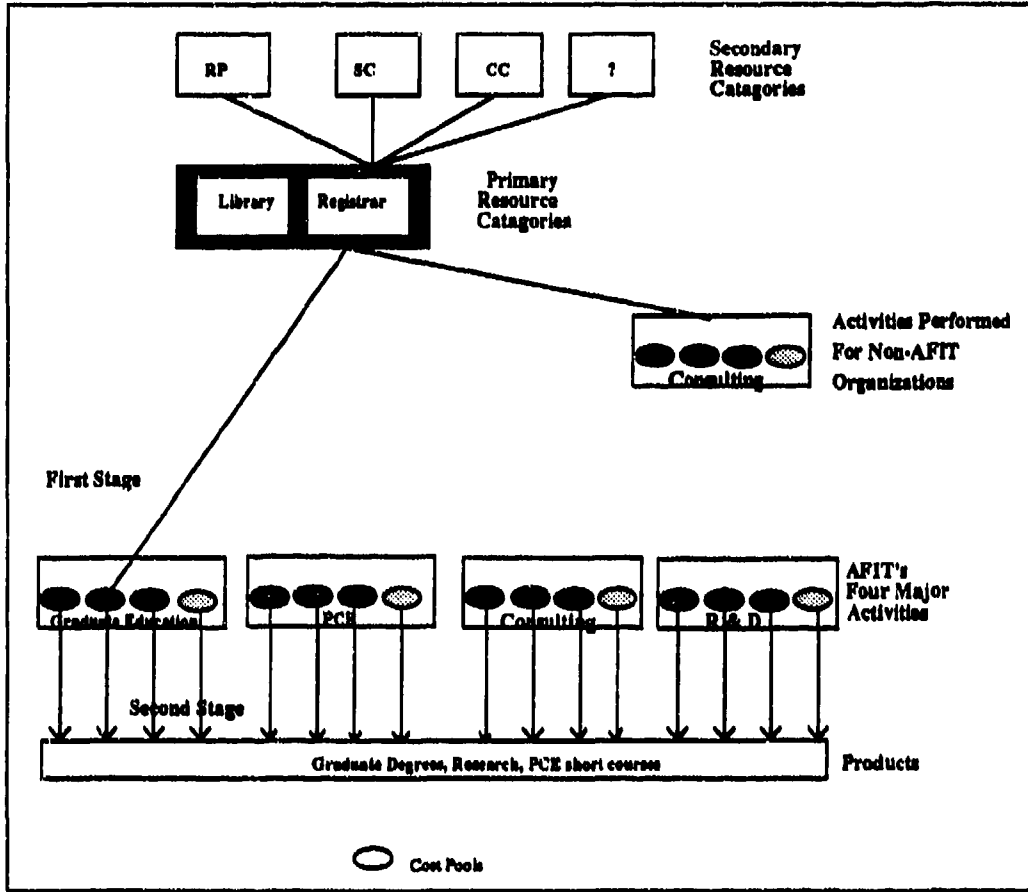 RP
SC
CC
?
Secondary
Resource
Catagories
Library
Registrar
Primary
Resource
Catagories
Consulting
Activities Performed
For Non-AFIT
Organizations
First Stage
Graduate Education
PCE
Consulting
R & D
AFIT's
Four Major
Activities
Second Stage
Graduate Degrees, Research, PCE short courses
Products
Cost Pools